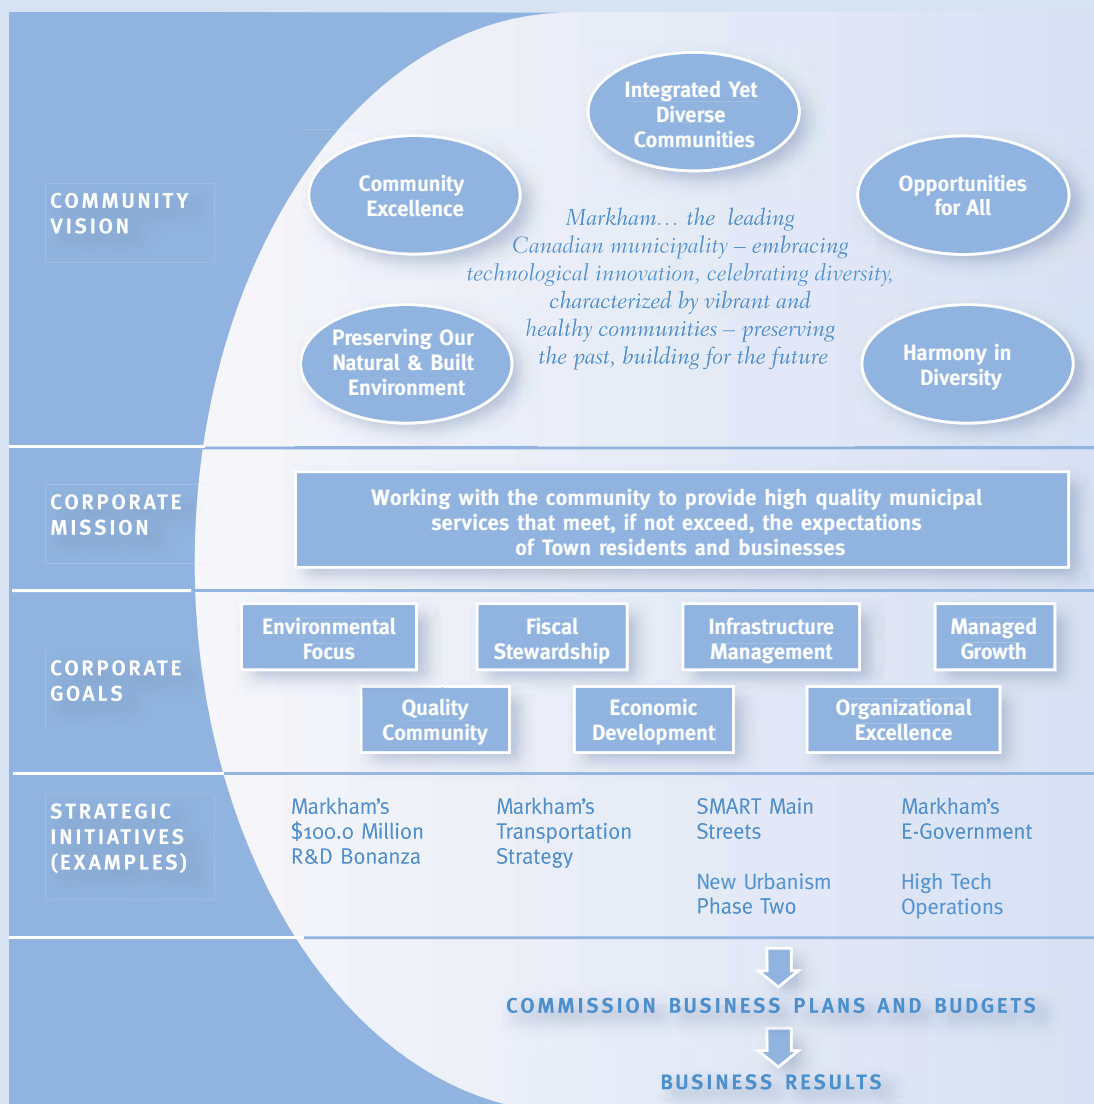 COMMUNITY
VISION
Integrated Yet
Diverse
Communities
Community
Excellence
Opportunities
for All
Markham... the leading
Canadian municipality – embracing
technological innovation, celebrating diversity,
characterized by vibrant and
healthy communities – preserving
the past, building for the future
Preserving Our
Natural & Built
Environment
Harmony in
Diversity
CORPORATE
MISSION
Working with the community to provide high quality municipal
services that meet, if not exceed, the expectations
of Town residents and businesses
CORPORATE
GOALS
Environmental
Focus
Fiscal
Stewardship
Infrastructure
Management
Managed
Growth
Quality
Community
Economic
Development
Organizational
Excellence
STRATEGIC
INITIATIVES
(EXAMPLES)
Markham's
$100.0 Million
R&D Bonanza
Markham's
Transportation
Strategy
SMART Main
Streets
New Urbanism
Phase Two
Markham's
E-Government
High Tech
Operations
COMMISSION BUSINESS PLANS AND BUDGETS
BUSINESS RESULTS